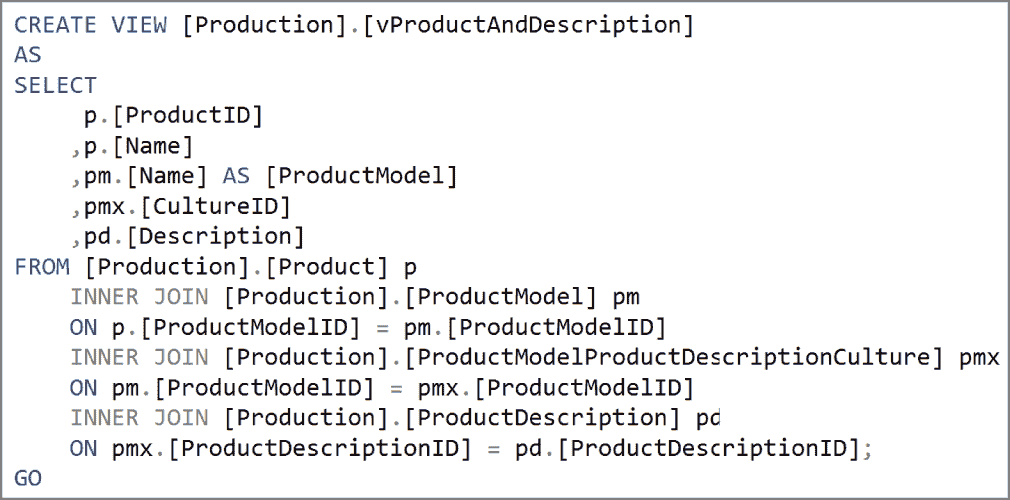 CREATE VIEW [Production].[vProductAndDescription]
AS
SELECT
     p.[ProductID]
    ,p.[Name]
    ,pm.[Name] AS [ProductModel]
    ,pmx.[CultureID]
    ,pd.[Description]
FROM [Production].[Product] p
    INNER JOIN [Production].[ProductModel] pm
    ON p.[ProductModelID] = pm.[ProductModelID]
    INNER JOIN [Production].[ProductModelProductDescriptionCulture] pmx
    ON pm.[ProductModelID] = pmx.[ProductModelID]
    INNER JOIN [Production].[ProductDescription] pd
    ON pmx.[ProductDescriptionID] = pd.[ProductDescriptionID];
GO